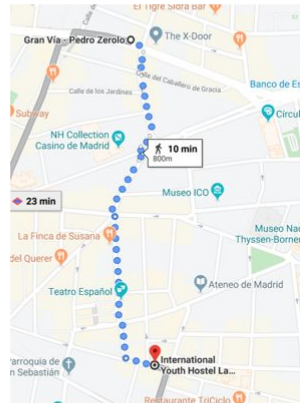 El Tigre Sidra Bar
Gran Vía - Pedro Zerolo
The X-Door
Calle del Caballero de Gracia
Banco de Es
Calle de los Jardines
Subway
Círcul
NH Collection
Casino de Madrid
10 min
800m
Museo ICO
23 min
La Finca de Susana
Museo Nac
Thyssen-Bornem
del Querer
Teatro Español
Ateneo de Madrid
arroquia de
n Sebastián
International
Youth Hostel La...
Restaurante TriCiclo